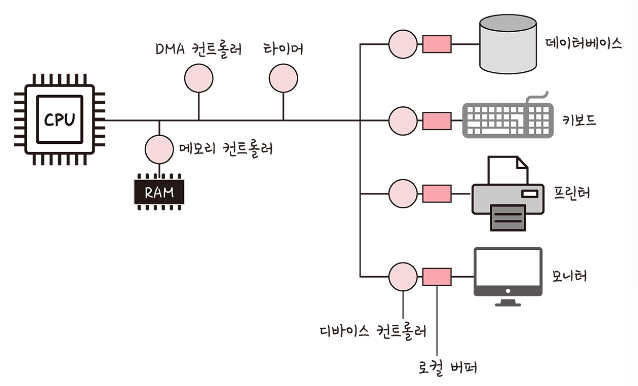 DMA 컨트롤러
타이머
데이터베이스
CPU
키보드
메모리 컨트롤러
RAM
프린터
모니터
디바이스 컨트롤러
로컬 버퍼